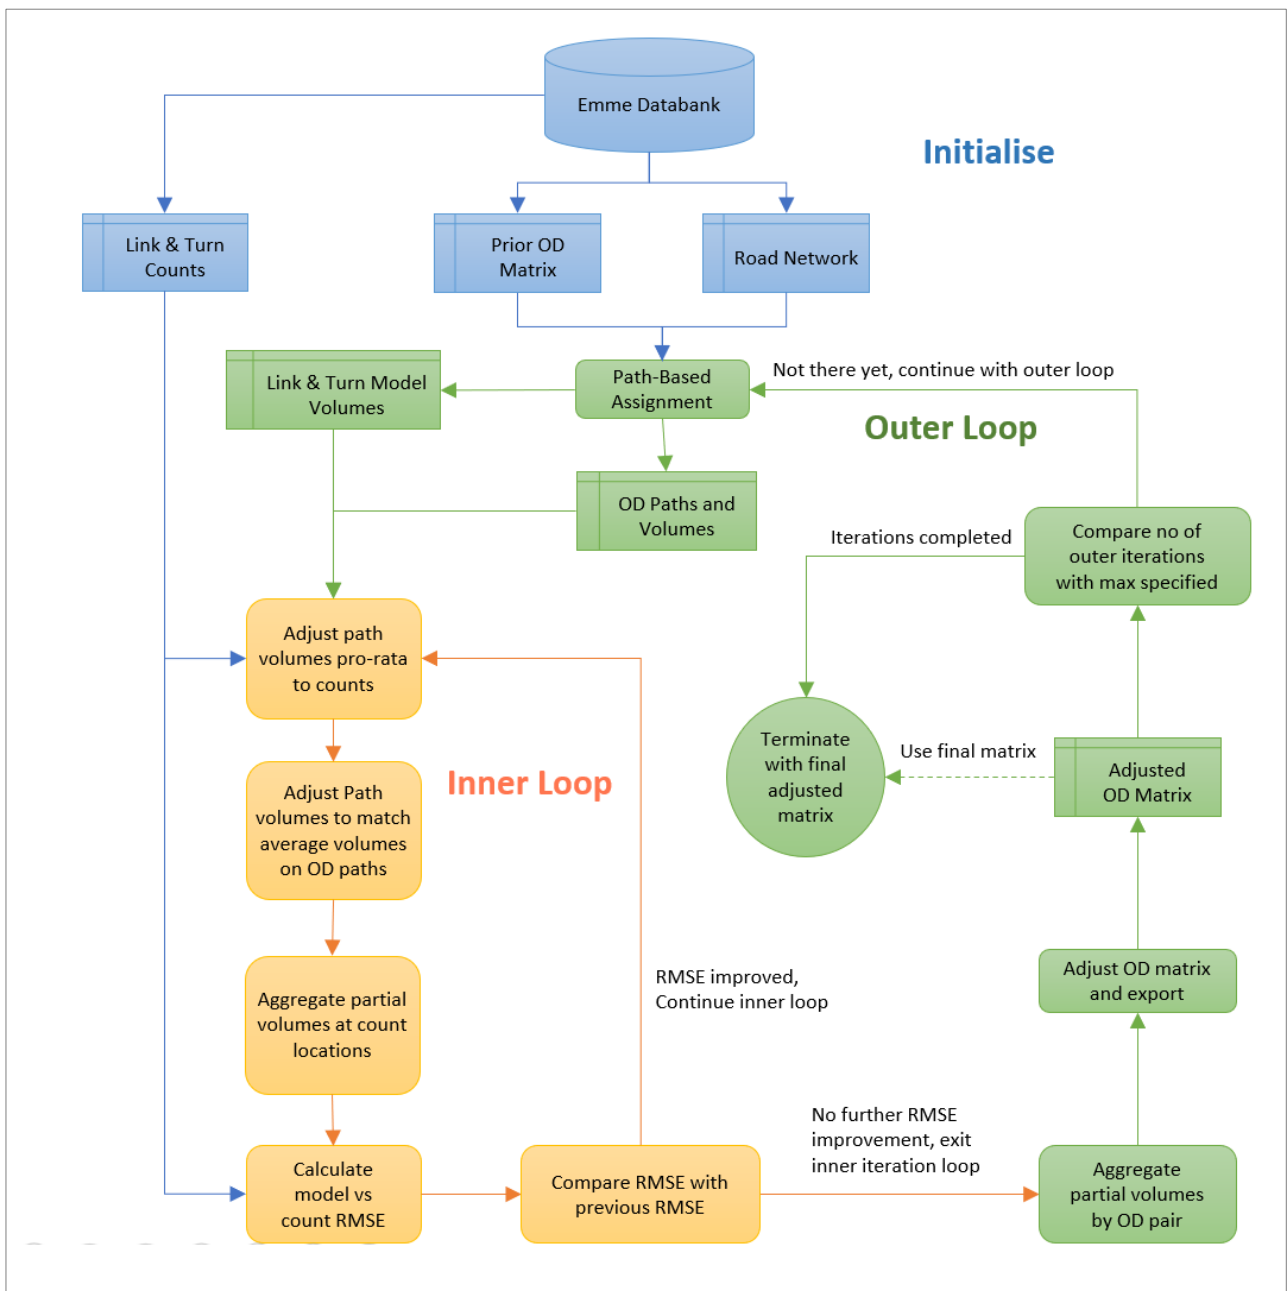 Emme Databank
Initialise
Link & Turn
Counts
Prior OD
Matrix
Road Network
Link & Turn Model
Volumes
Path-Based
Assignment
Not there yet, continue with outer loop
Outer Loop
OD Paths and
Volumes
Iterations completed
Compare no of
outer iterations
with max specified
Adjust path
volumes pro-rata
to counts
Inner Loop
Terminate
with final
adjusted
matrix
Use final matrix
Adjusted
OD Matrix
Adjust Path
volumes to match
average volumes
on OD paths
Aggregate partial
volumes at count
locations
RMSE improved,
Continue inner loop
Adjust OD matrix
and export
No further RMSE
improvement, exit
inner iteration loop
Calculate
model vs
count RMSE
Compare RMSE with
previous RMSE
Aggregate
partial volumes
by OD pair